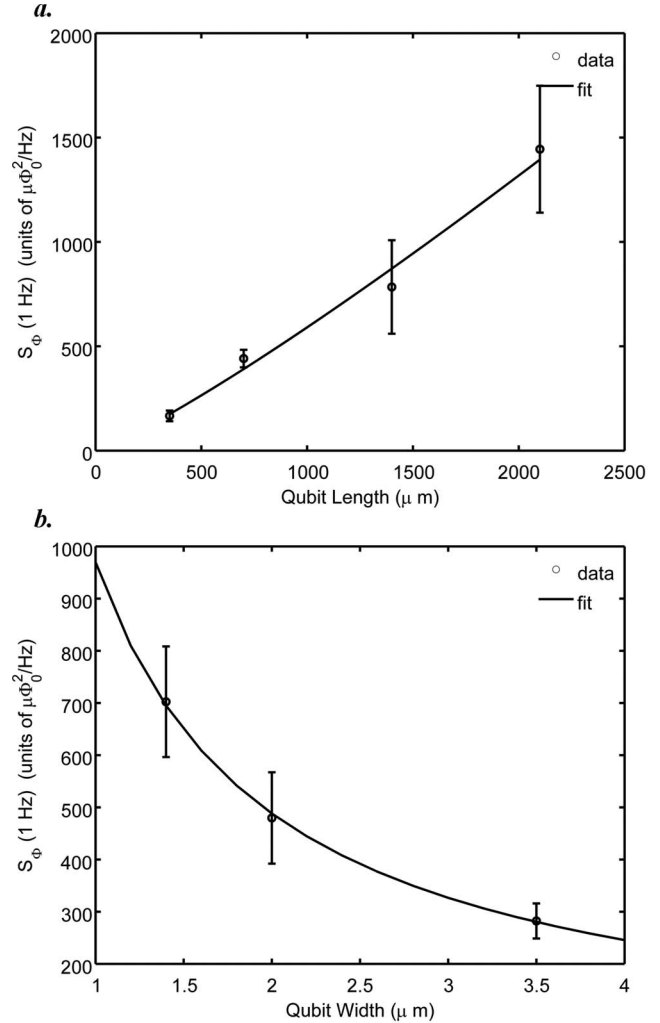 a.
2000
1500
1000
500
0
S_Φ (1 Hz) (units of μΦ₀²/Hz)
data
fit
0 500 1000 1500 2000 2500
Qubit Length (μ m)
b.
1000
900
800
700
600
500
400
300
200
S_Φ (1 Hz) (units of μΦ₀²/Hz)
data
fit
1 1.5 2 2.5 3 3.5 4
Qubit Width (μ m)